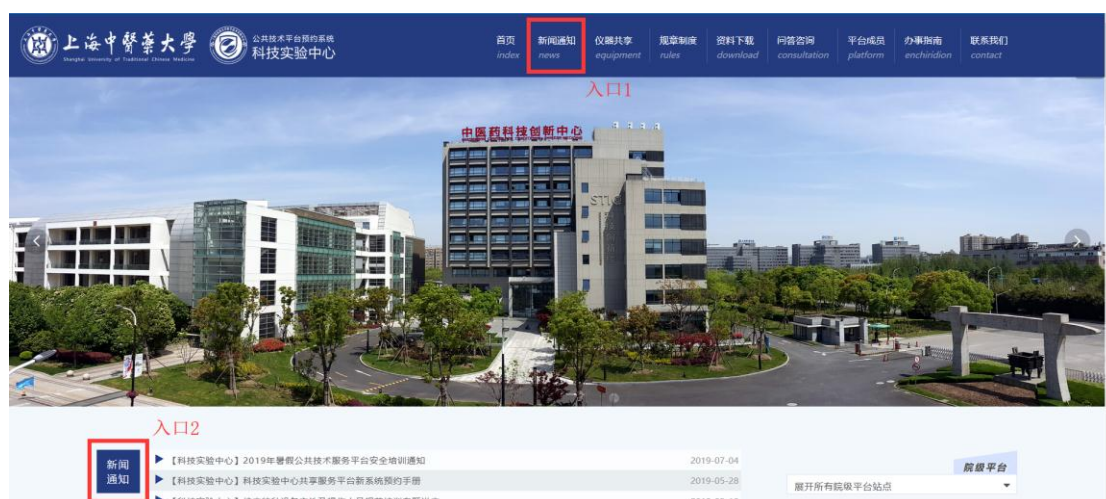 上海中醫藥大學
Shanghai University of Traditional Chinese Medicine
公共技术平台预约系统
科技实验中心
首页 新闻通知 仪器共享 规章制度 资料下载 问答咨询 平台成员 办事指南 联系我们
index news equipment rules download consultation platform enchiridion contact
入口1
中医药科技创新中心
STIC
入口2
新闻
通知
【科技实验中心】2019年暑假公共技术服务平台安全培训通知 2019-07-04
【科技实验中心】科技实验中心共享服务平台新系统预约手册 2019-05-28
院级平台
展开所有院级平台站点